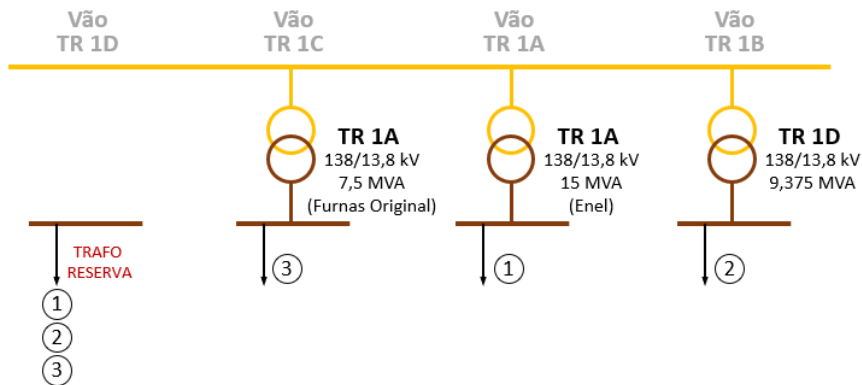 Vão
TR 1D
Vão
TR 1C
Vão
TR 1A
Vão
TR 1B
TR 1A
138/13,8 kV
7,5 MVA
(Furnas Original)
TR 1A
138/13,8 kV
15 MVA
(Enel)
TR 1D
138/13,8 kV
9,375 MVA
TRAFO
RESERVA
1
2
3
3
1
2